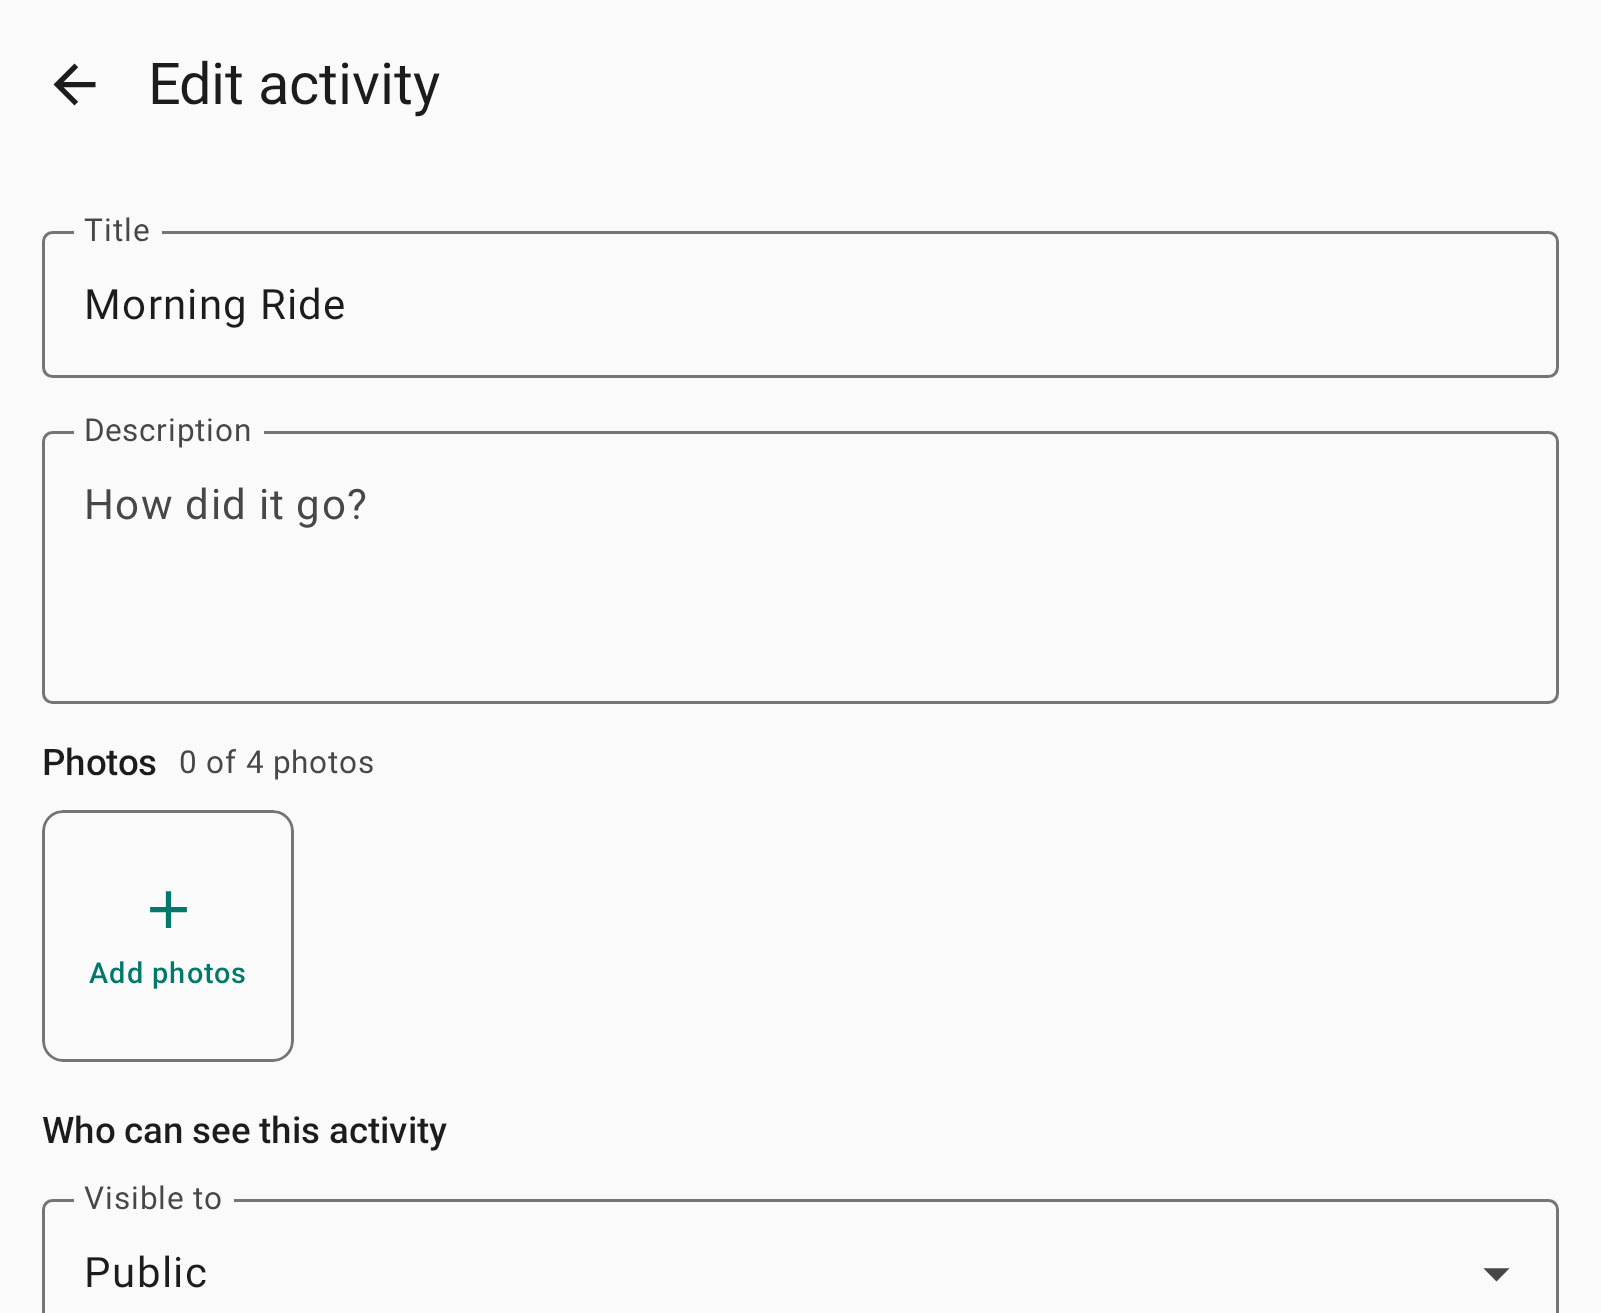 Edit activity
Title
Morning Ride
Description
How did it go?
Photos 0 of 4 photos
Add photos
Who can see this activity
Visible to
Public